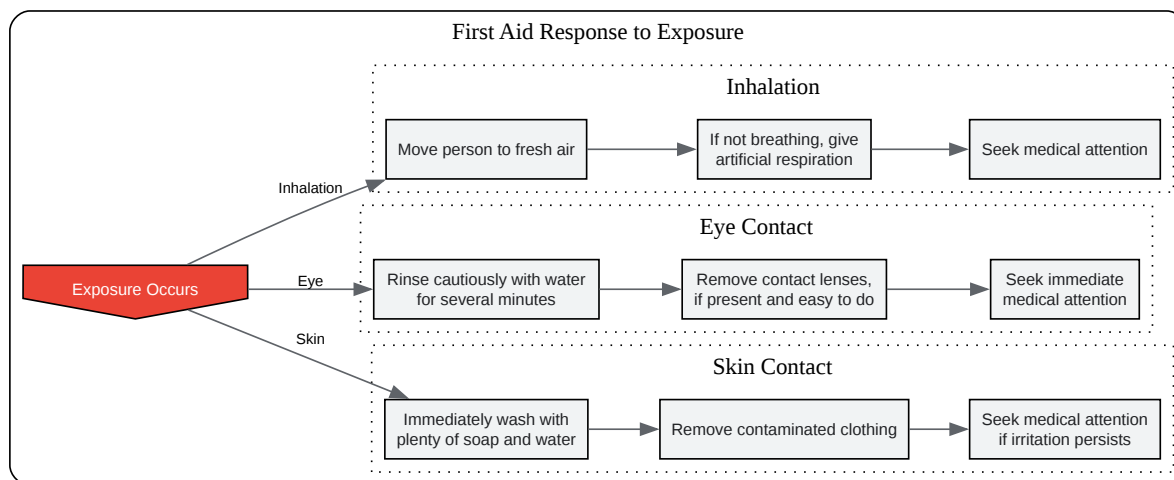 First Aid Response to Exposure
Inhalation
Move person to fresh air
If not breathing, give
artificial respiration
Seek medical attention
Inhalation
Eye Contact
Exposure Occurs
Eye
Rinse cautiously with water
for several minutes
Remove contact lenses,
if present and easy to do
Seek immediate
medical attention
Skin
Skin Contact
Immediately wash with
plenty of soap and water
Remove contaminated clothing
Seek medical attention
if irritation persists